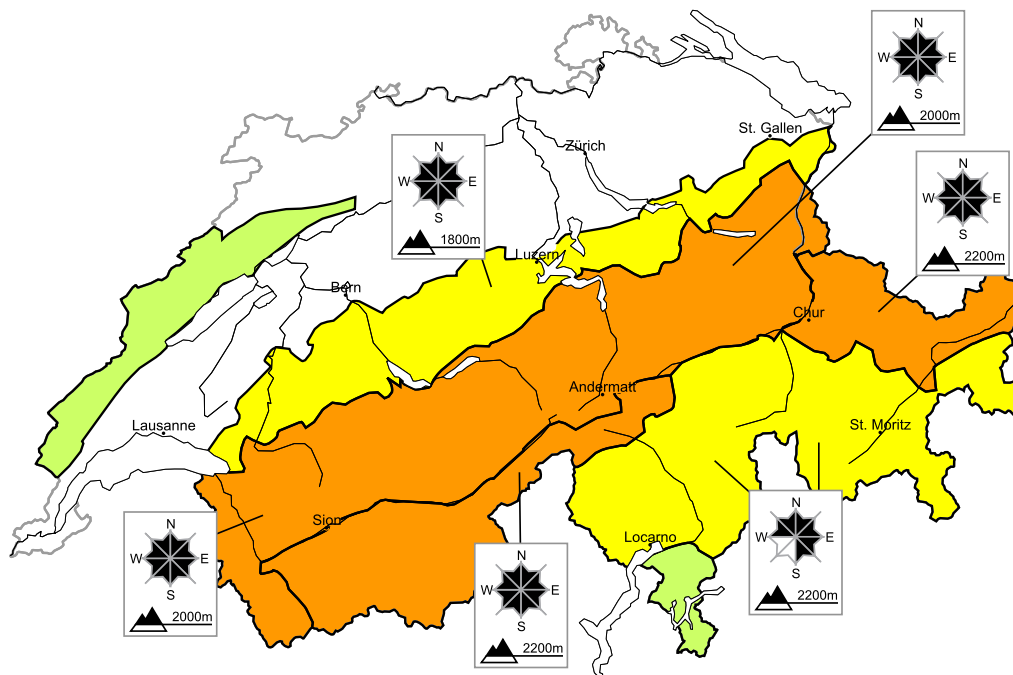 N
W E
S
2000m
St. Gallen
Zürich
N
W E
S
1800m
N
W E
S
2200m
Luzern
Bern
Chur
Andermatt
Lausanne
St. Moritz
Sion
Locarno
N
W E
S
2000m
N
W E
S
2200m
N
W E
S
2200m